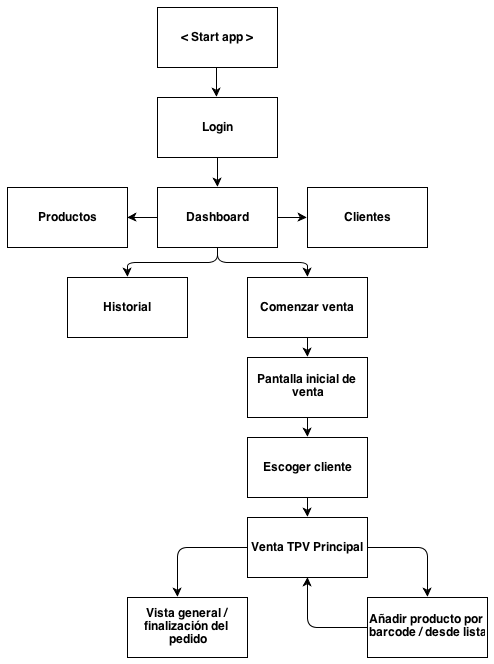 < Start app >
Login
Productos
Dashboard
Clientes
Historial
Comenzar venta
Pantalla inicial de
venta
Escoger cliente
Venta TPV Principal
Vista general /
finalización del
pedido
Añadir producto por
barcode / desde lista